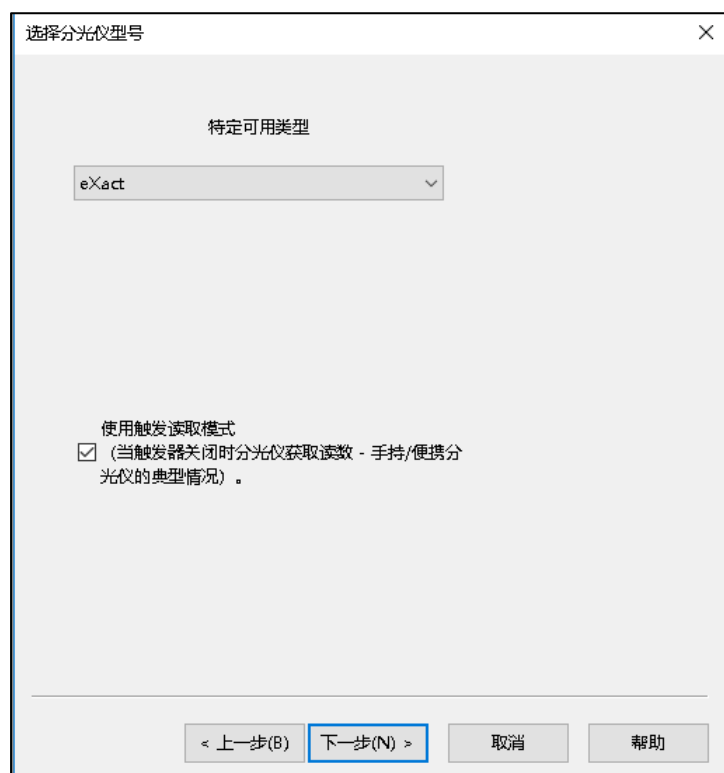 选择分光仪型号
特定可用类型
eXact
使用触发读取模式
（当触发器关闭时分光仪获取读数 - 手持/便携分
光仪的典型情况）。
< 上一步(B)
下一步(N) >
取消
帮助